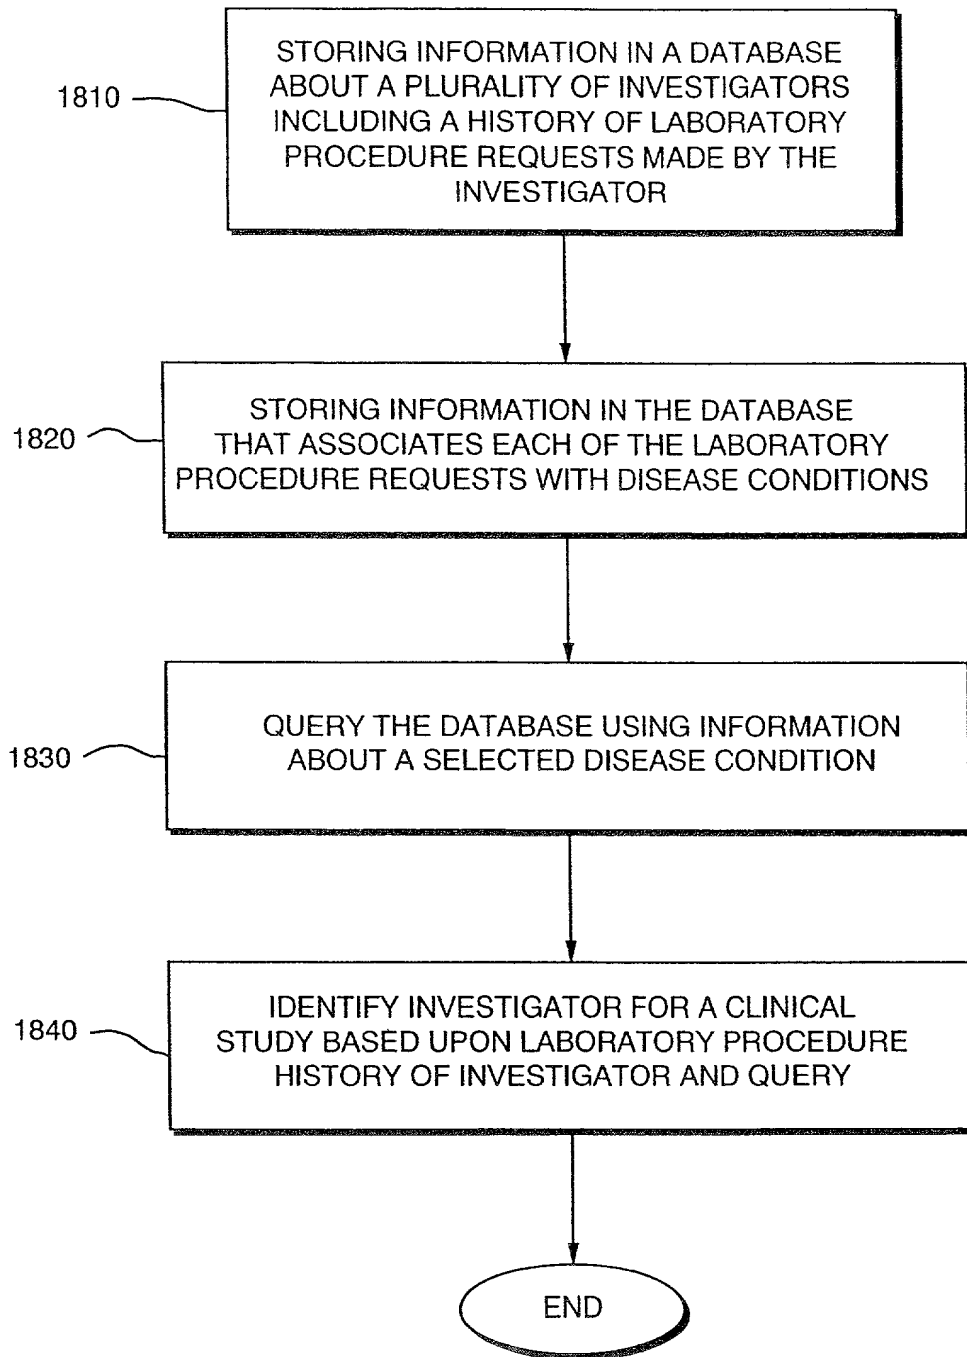 1810
STORING INFORMATION IN A DATABASE
ABOUT A PLURALITY OF INVESTIGATORS
INCLUDING A HISTORY OF LABORATORY
PROCEDURE REQUESTS MADE BY THE
INVESTIGATOR
1820
STORING INFORMATION IN THE DATABASE
THAT ASSOCIATES EACH OF THE LABORATORY
PROCEDURE REQUESTS WITH DISEASE CONDITIONS
1830
QUERY THE DATABASE USING INFORMATION
ABOUT A SELECTED DISEASE CONDITION
1840
IDENTIFY INVESTIGATOR FOR A CLINICAL
STUDY BASED UPON LABORATORY PROCEDURE
HISTORY OF INVESTIGATOR AND QUERY
END